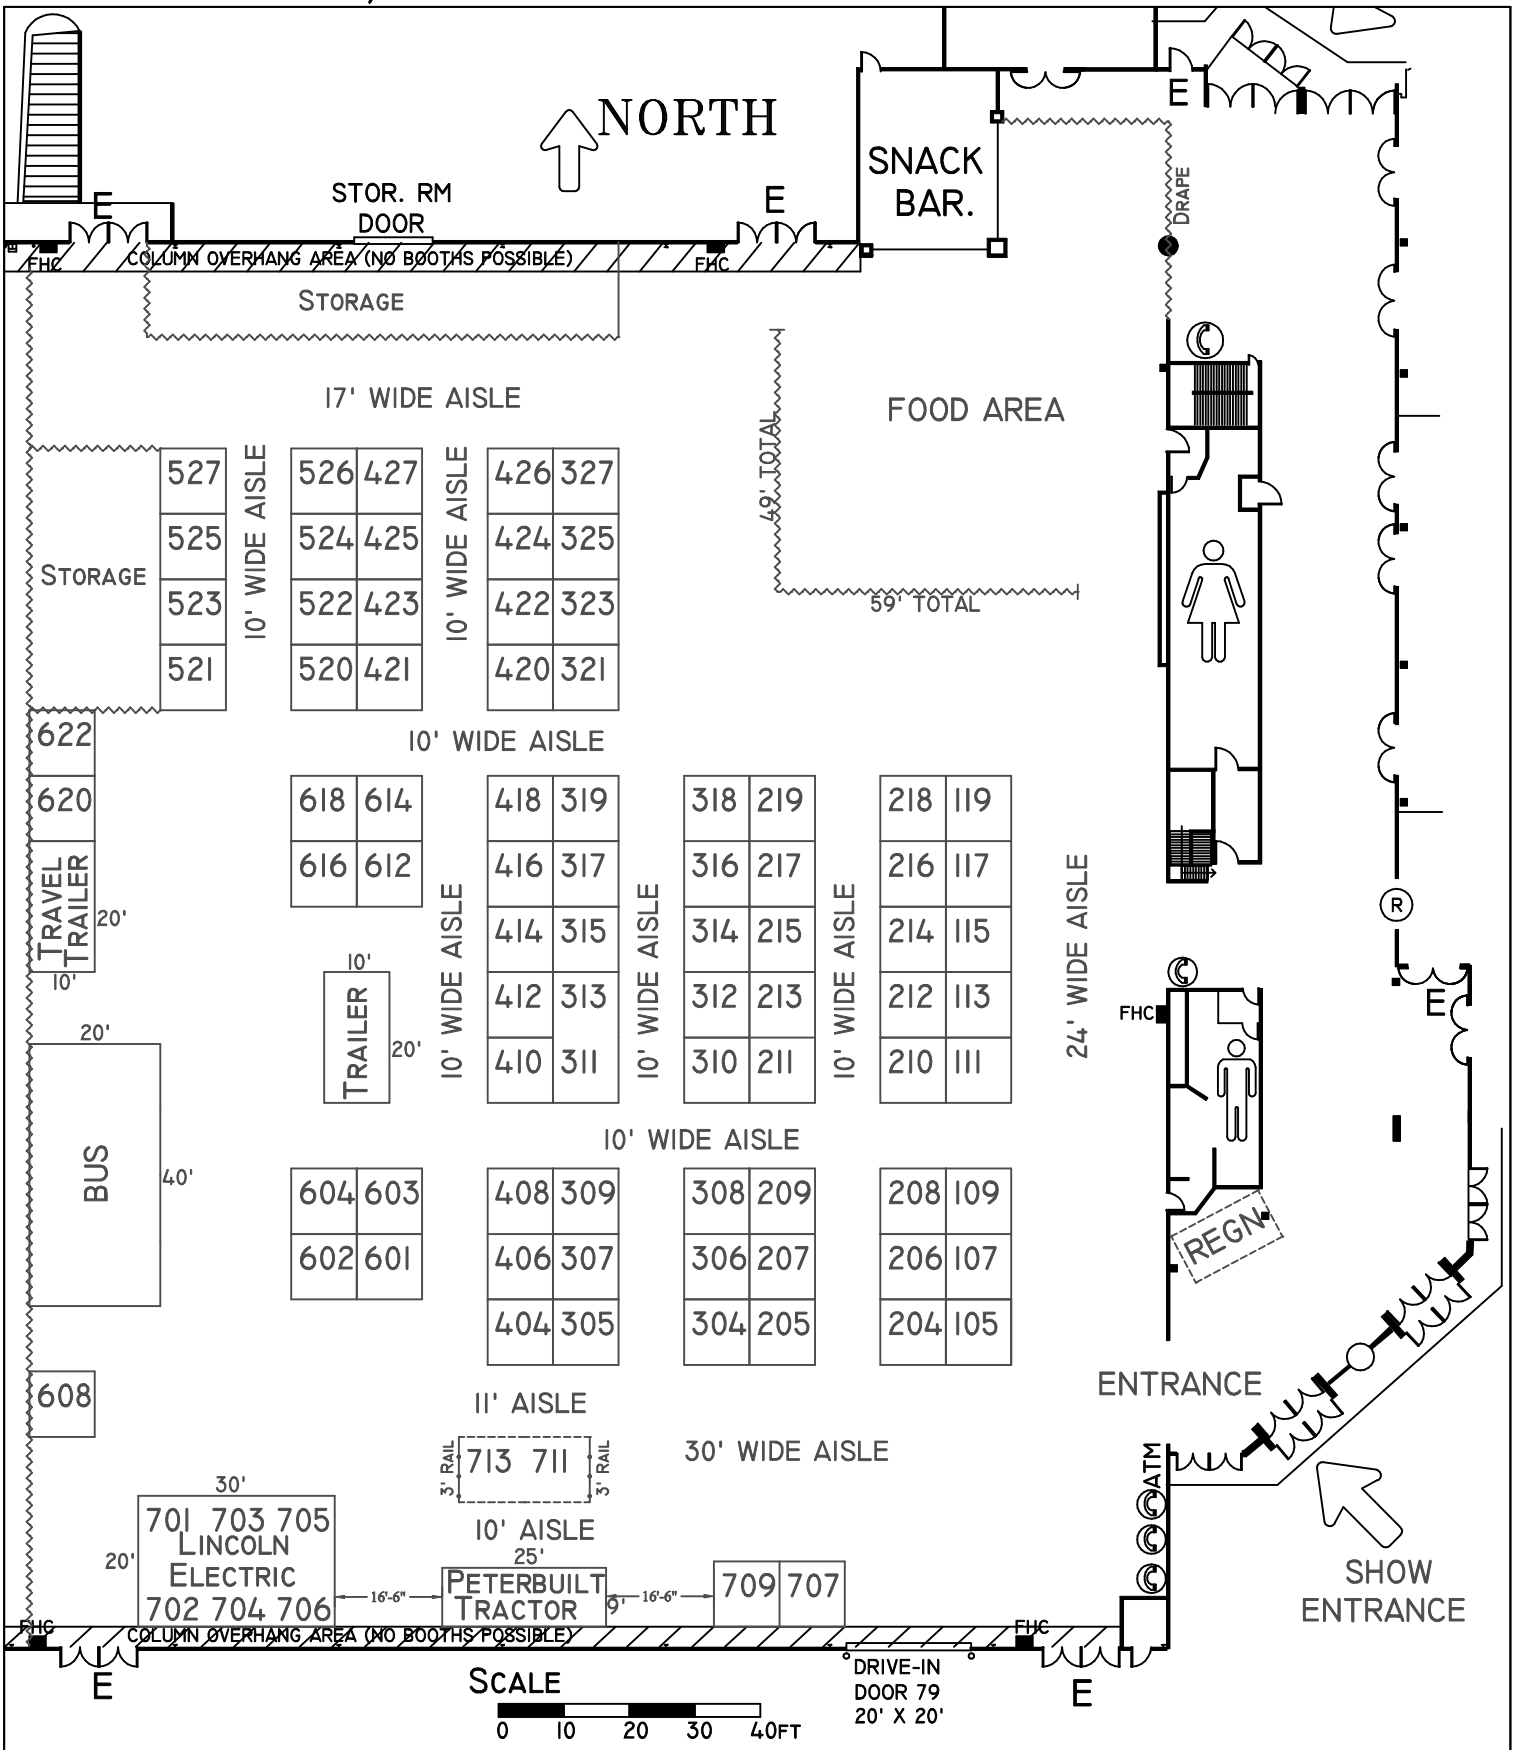 NORTH
E
SNACK
BAR.
E
DRAPE
STOR. RM
DOOR
E
FHC
COLUMN OVERHANG AREA (NO BOOTHS POSSIBLE)
FHC
STORAGE
17' WIDE AISLE
FOOD AREA
49' TOTAL
59' TOTAL
527
10' WIDE AISLE
526 427
10' WIDE AISLE
426 327
525
524 425
424 325
STORAGE
523
522 423
422 323
521
520 421
420 321
622
10' WIDE AISLE
620
618 614
418 319
318 219
218 119
616 612
416 317
316 217
216 117
TRAVEL
TRAILER
20'
10'
10' WIDE AISLE
414 315
10' WIDE AISLE
314 215
10' WIDE AISLE
214 115
24' WIDE AISLE
R
10'
TRAILER
20'
412 313
312 213
212 113
FHC
E
410 311
310 211
210 111
20'
BUS
40'
10' WIDE AISLE
604 603
408 309
308 209
208 109
REGN
602 601
406 307
306 207
206 107
404 305
304 205
204 105
608
11' AISLE
ENTRANCE
3' RAIL
713 711
3' RAIL
30' WIDE AISLE
ATM
30'
20'
701 703 705
LINCOLN
ELECTRIC
702 704 706
10' AISLE
25'
16'-6"
PETERBUILT
TRACTOR
9'
16'-6"
709 707
SHOW
ENTRANCE
FHC
COLUMN OVERHANG AREA (NO BOOTHS POSSIBLE)
FHC
E
SCALE
0 10 20 30 40FT
DRIVE-IN
DOOR 79
20' X 20'
E